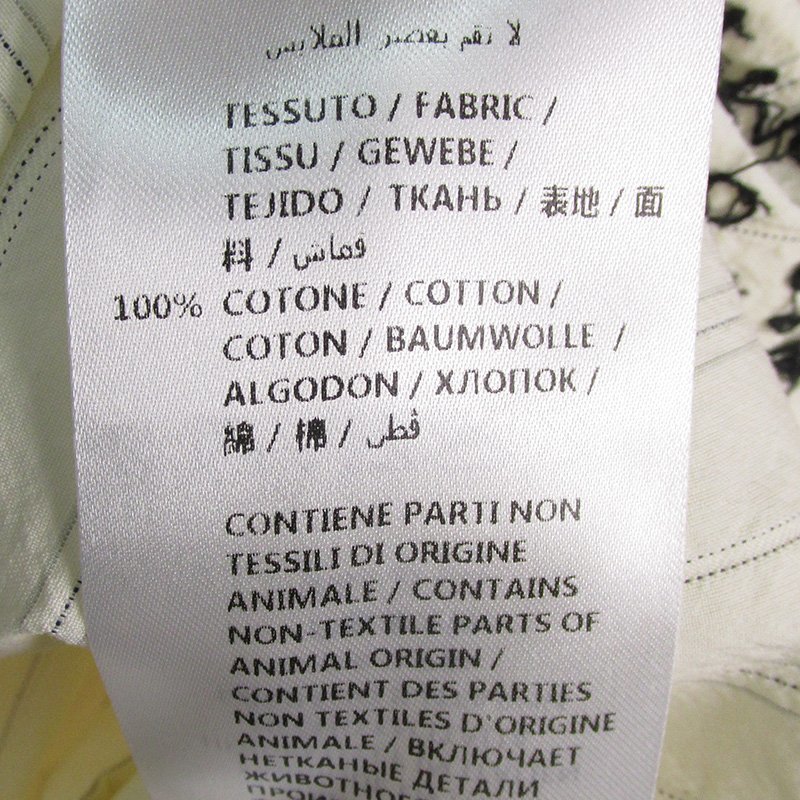 لا تقم بعصر الملابس
TESSUTO / FABRIC /
TISSU / GEWEBE /
TEJIDO / ТКАНЬ / 表地 / 面
料 / قماش
100% COTONE / COTTON /
COTON / BAUMWOLLE /
ALGODON / ХЛОПОК /
綿 / 棉 / قطن
CONTIENE PARTI NON
TESSILI DI ORIGINE
ANIMALE / CONTAINS
NON-TEXTILE PARTS OF
ANIMAL ORIGIN /
CONTIENT DES PARTIES
NON TEXTILES D'ORIGINE
ANIMALE / ВКЛЮЧАЕТ
НЕТКАНЫЕ ДЕТАЛИ